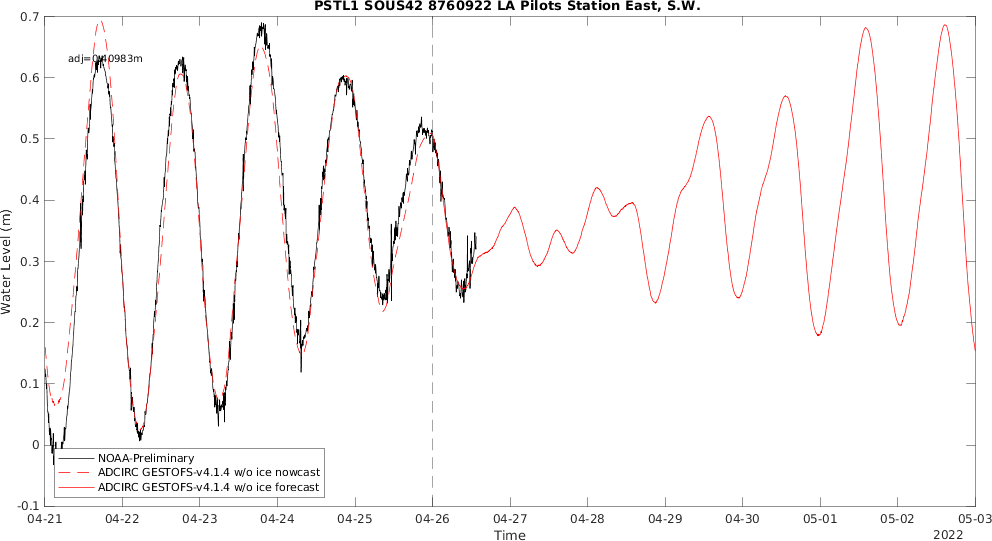 PSTL1 SOUS42 8760922 LA Pilots Station East, S.W.
adj=0.40983m
0.7
0.6
0.5
0.4
0.3
0.2
0.1
0
-0.1
Water Level (m)
NOAA-Preliminary
ADCIRC GESTOFS-v4.1.4 w/o ice nowcast
ADCIRC GESTOFS-v4.1.4 w/o ice forecast
04-21 04-22 04-23 04-24 04-25 04-26 04-27 04-28 04-29 04-30 05-01 05-02 05-03
Time
2022